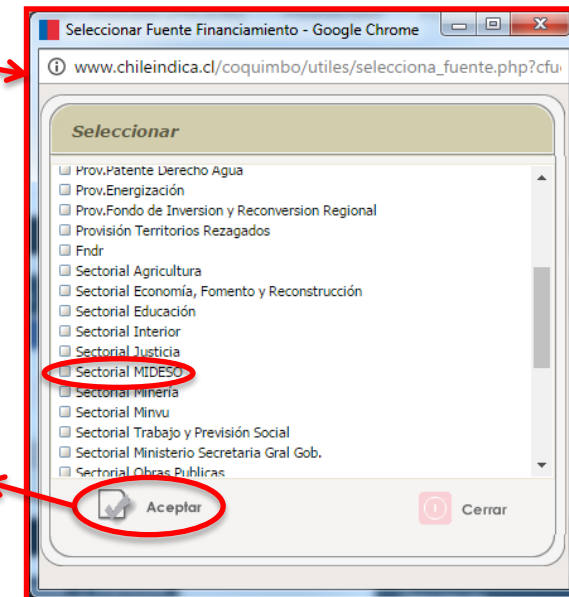 Seleccionar Fuente Financiamiento - Google Chrome
www.chileindica.cl/coquimbo/utiles/selecciona_fuente.php?cfu
Seleccionar
Prov.Patente Derecho Agua
Prov.Energización
Prov.Fondo de Inversion y Reconversion Regional
Provisión Territorios Rezagados
Fndr
Sectorial Agricultura
Sectorial Economía, Fomento y Reconstrucción
Sectorial Educación
Sectorial Interior
Sectorial Justicia
Sectorial MIDESO
Sectorial Minería
Sectorial Minvu
Sectorial Trabajo y Previsión Social
Sectorial Ministerio Secretaria Gral Gob.
Sectorial Obras Publicas
Aceptar
Cerrar